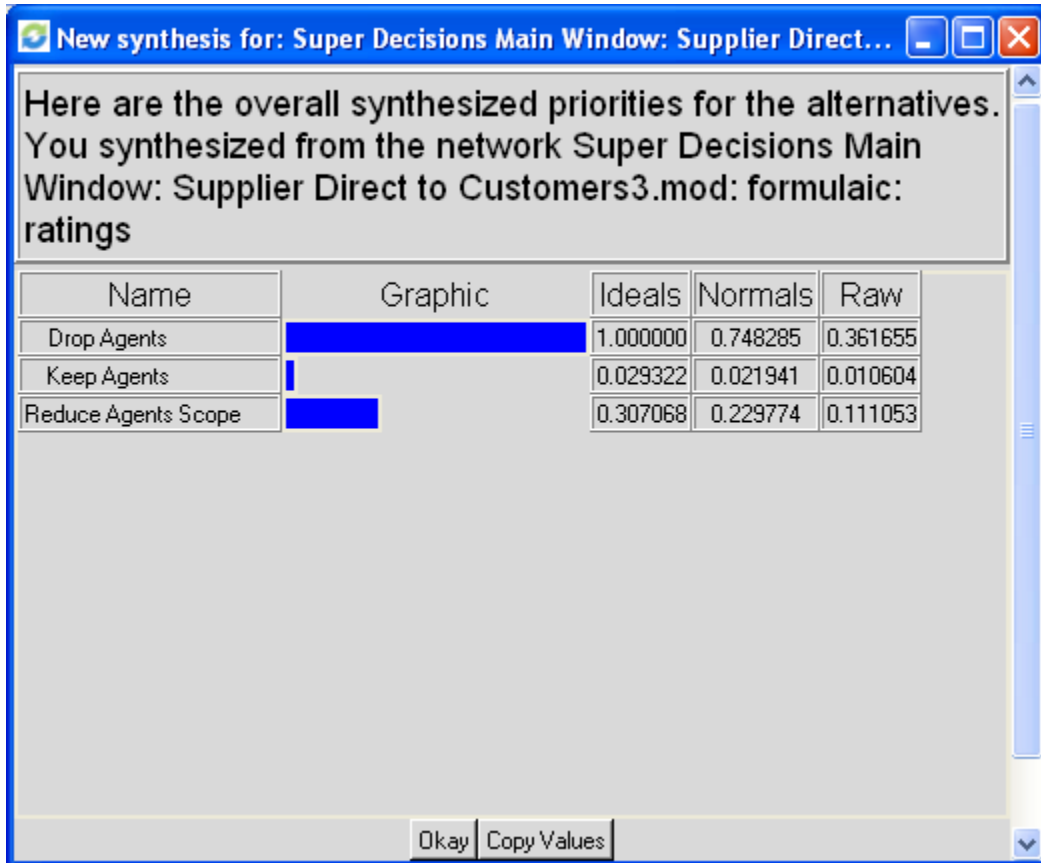 New synthesis for: Super Decisions Main Window: Supplier Direct...
Here are the overall synthesized priorities for the alternatives.
You synthesized from the network Super Decisions Main
Window: Supplier Direct to Customers3.mod: formulaic:
ratings
Name Graphic Ideals Normals Raw
Drop Agents 1.000000 0.748285 0.361655
Keep Agents 0.029322 0.021941 0.010604
Reduce Agents Scope 0.307068 0.229774 0.111053
Okay Copy Values